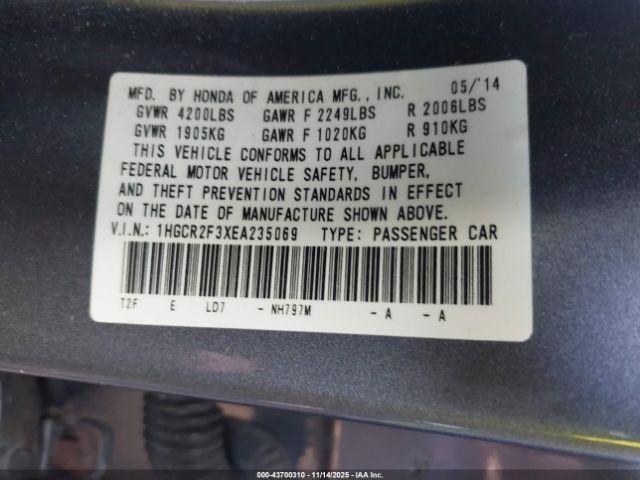 MFD. BY HONDA OF AMERICA MFG., INC. 05/'14
GVWR 4200LBS GAWR F 2249LBS R 2006LBS
GVWR 1905KG GAWR F 1020KG R 910KG
THIS VEHICLE CONFORMS TO ALL APPLICABLE
FEDERAL MOTOR VEHICLE SAFETY, BUMPER,
AND THEFT PREVENTION STANDARDS IN EFFECT
ON THE DATE OF MANUFACTURE SHOWN ABOVE.
V.I.N.: 1HGCR2F3XEA235069 TYPE: PASSENGER CAR
T2F E LD7 - NH797M - A - A
000-43700310 | 11/14/2025 | IAA Inc.